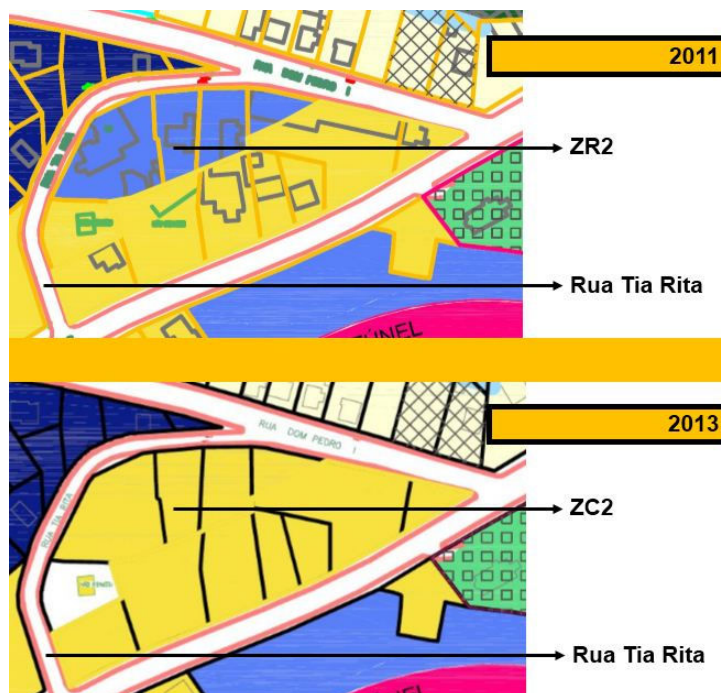 2011
RUA DOM PEDRO I
ZR2
Rua Tia Rita
TÚNEL
2013
RUA DOM PEDRO I
RUA TIA RITA
ZC2
Rua Tia Rita